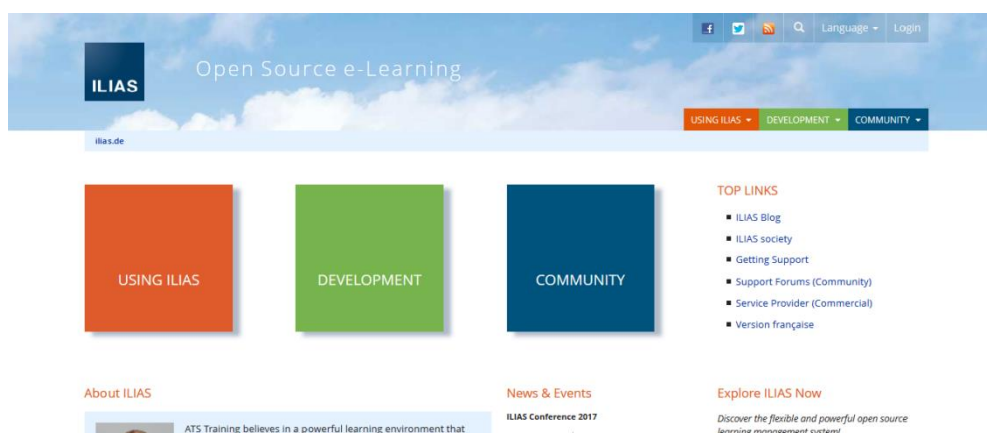 Language
Login
ILIAS
Open Source e-Learning
USING ILIAS
DEVELOPMENT
COMMUNITY
ilias.de
USING ILIAS
DEVELOPMENT
COMMUNITY
TOP LINKS
ILIAS Blog
ILIAS society
Getting Support
Support Forums (Community)
Service Provider (Commercial)
Version française
About ILIAS
ATS Training believes in a powerful learning environment that
News & Events
ILIAS Conference 2017
Explore ILIAS Now
Discover the flexible and powerful open source
learning management system!